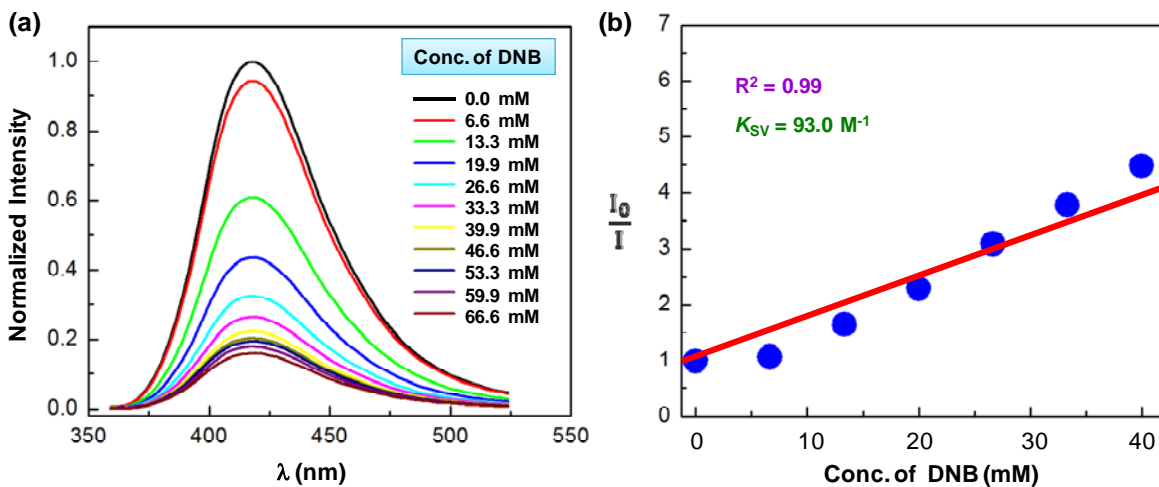 (a)
Normalized Intensity
1.0
0.8
0.6
0.4
0.2
0.0
Conc. of DNB
0.0 mM
6.6 mM
13.3 mM
19.9 mM
26.6 mM
33.3 mM
39.9 mM
46.6 mM
53.3 mM
59.9 mM
66.6 mM
350 400 450 500 550
λ (nm)
(b)
I₀
I
7
6
5
4
3
2
1
0
R² = 0.99
K_SV = 93.0 M⁻¹
0 10 20 30 40
Conc. of DNB (mM)